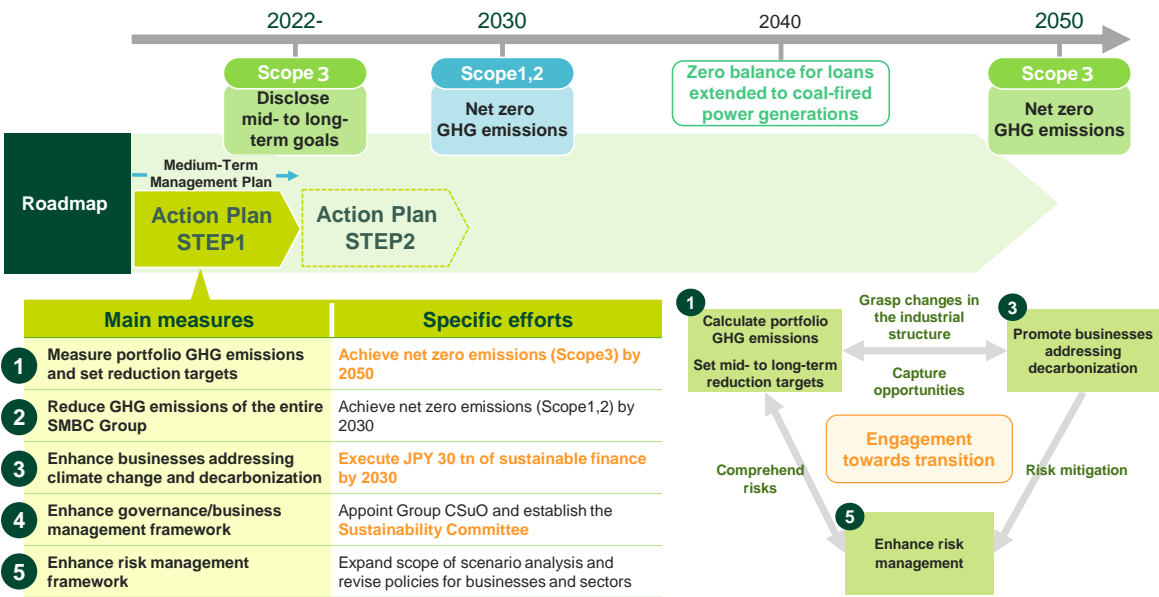 2022-
2030
2040
2050
Scope3
Disclose
mid- to long-
term goals
Scope1,2
Net zero
GHG emissions
Zero balance for loans
extended to coal-fired
power generations
Scope3
Net zero
GHG emissions
Roadmap
Medium-Term
Management Plan
Action Plan
STEP1
Action Plan
STEP2
Main measures
Specific efforts
1
Measure portfolio GHG emissions
and set reduction targets
Achieve net zero emissions (Scope3) by
2050
2
Reduce GHG emissions of the entire
SMBC Group
Achieve net zero emissions (Scope1,2) by
2030
3
Enhance businesses addressing
climate change and decarbonization
Execute JPY 30 tn of sustainable finance
by 2030
4
Enhance governance/business
management framework
Appoint Group CSuO and establish the
Sustainability Committee
5
Enhance risk management
framework
Expand scope of scenario analysis and
revise policies for businesses and sectors
1
Calculate portfolio
GHG emissions
Set mid- to long-term
reduction targets
Grasp changes in
the industrial
structure
Capture
opportunities
3
Promote businesses
addressing
decarbonization
Engagement
towards transition
Comprehend
risks
Risk mitigation
5
Enhance risk
management